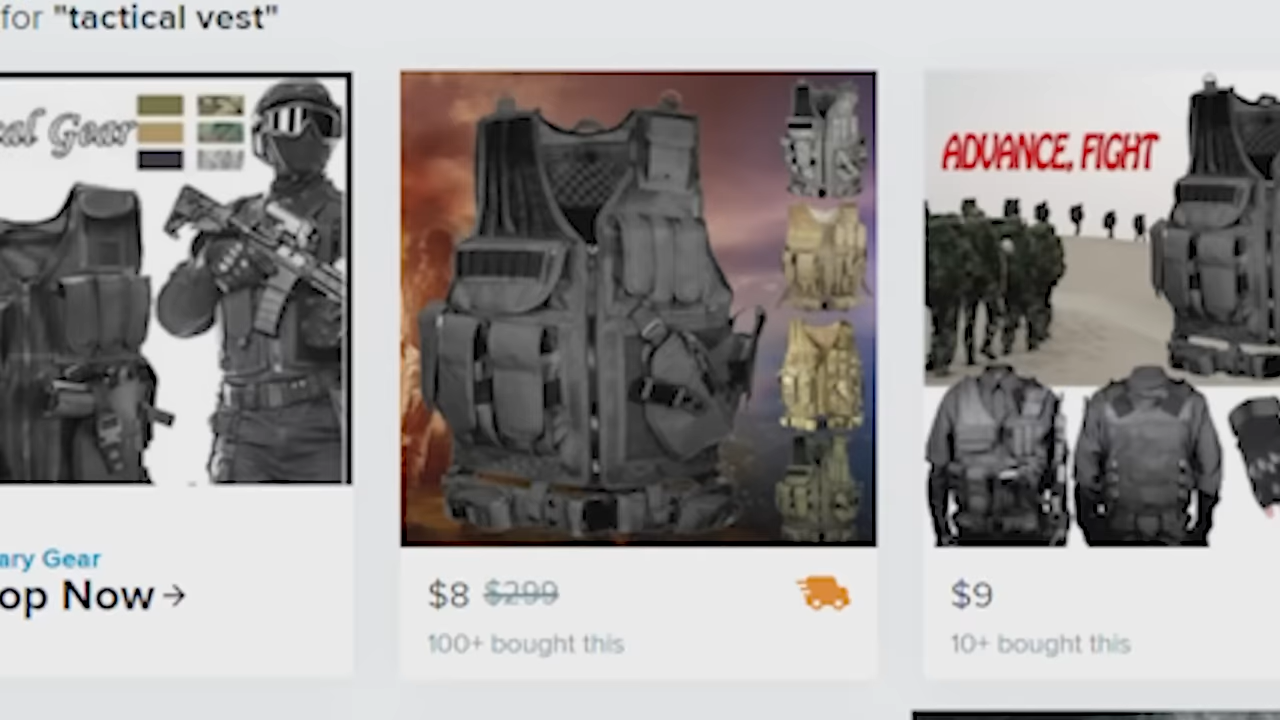 for "tactical vest"
cal Gear
ADVANCE, FIGHT
ary Gear
op Now →
$8 $299
100+ bought this
$9
10+ bought this